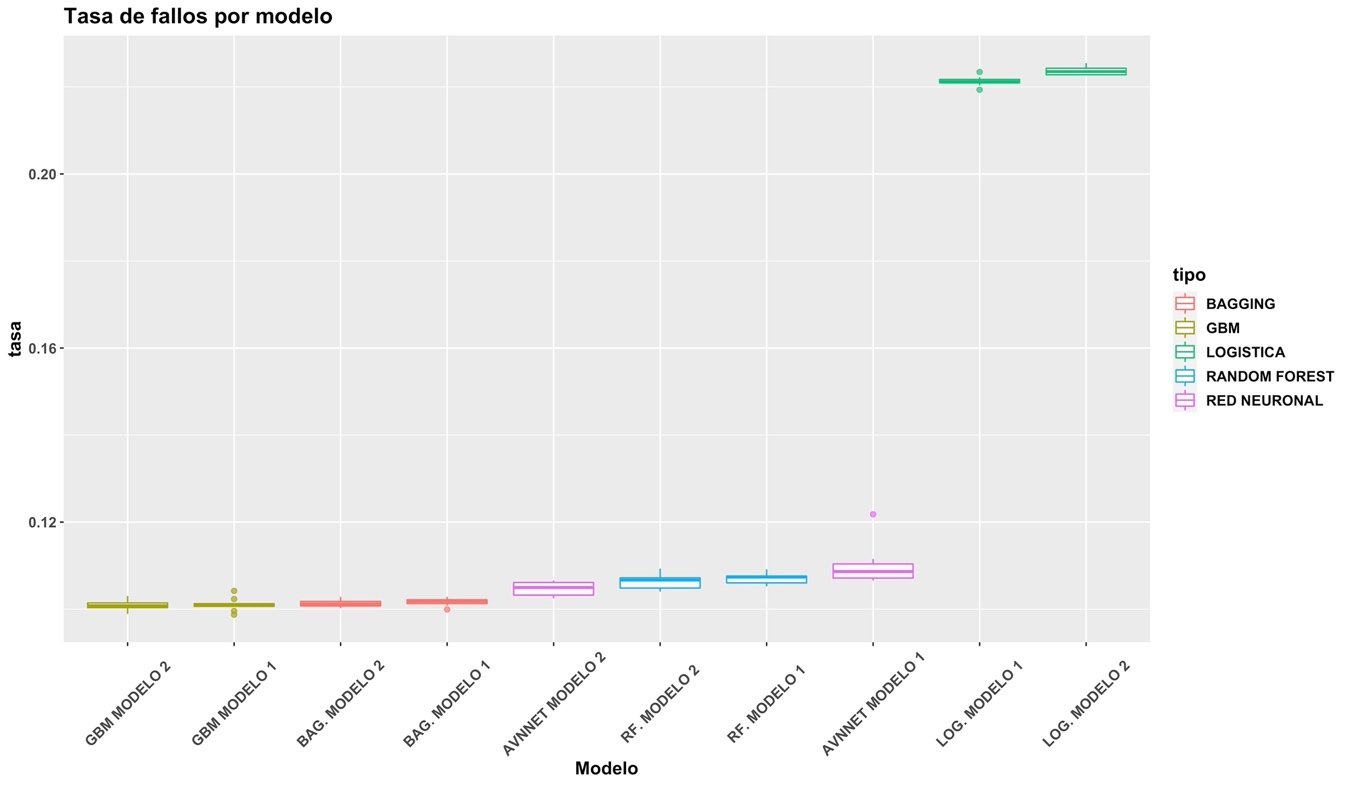 Tasa de fallos por modelo
tasa
0.20
0.16
0.12
GBM MODELO 2
GBM MODELO 1
BAG. MODELO 2
BAG. MODELO 1
AVNNET MODELO 2
RF. MODELO 2
RF. MODELO 1
AVNNET MODELO 1
LOG. MODELO 1
LOG. MODELO 2
Modelo
tipo
BAGGING
GBM
LOGISTICA
RANDOM FOREST
RED NEURONAL